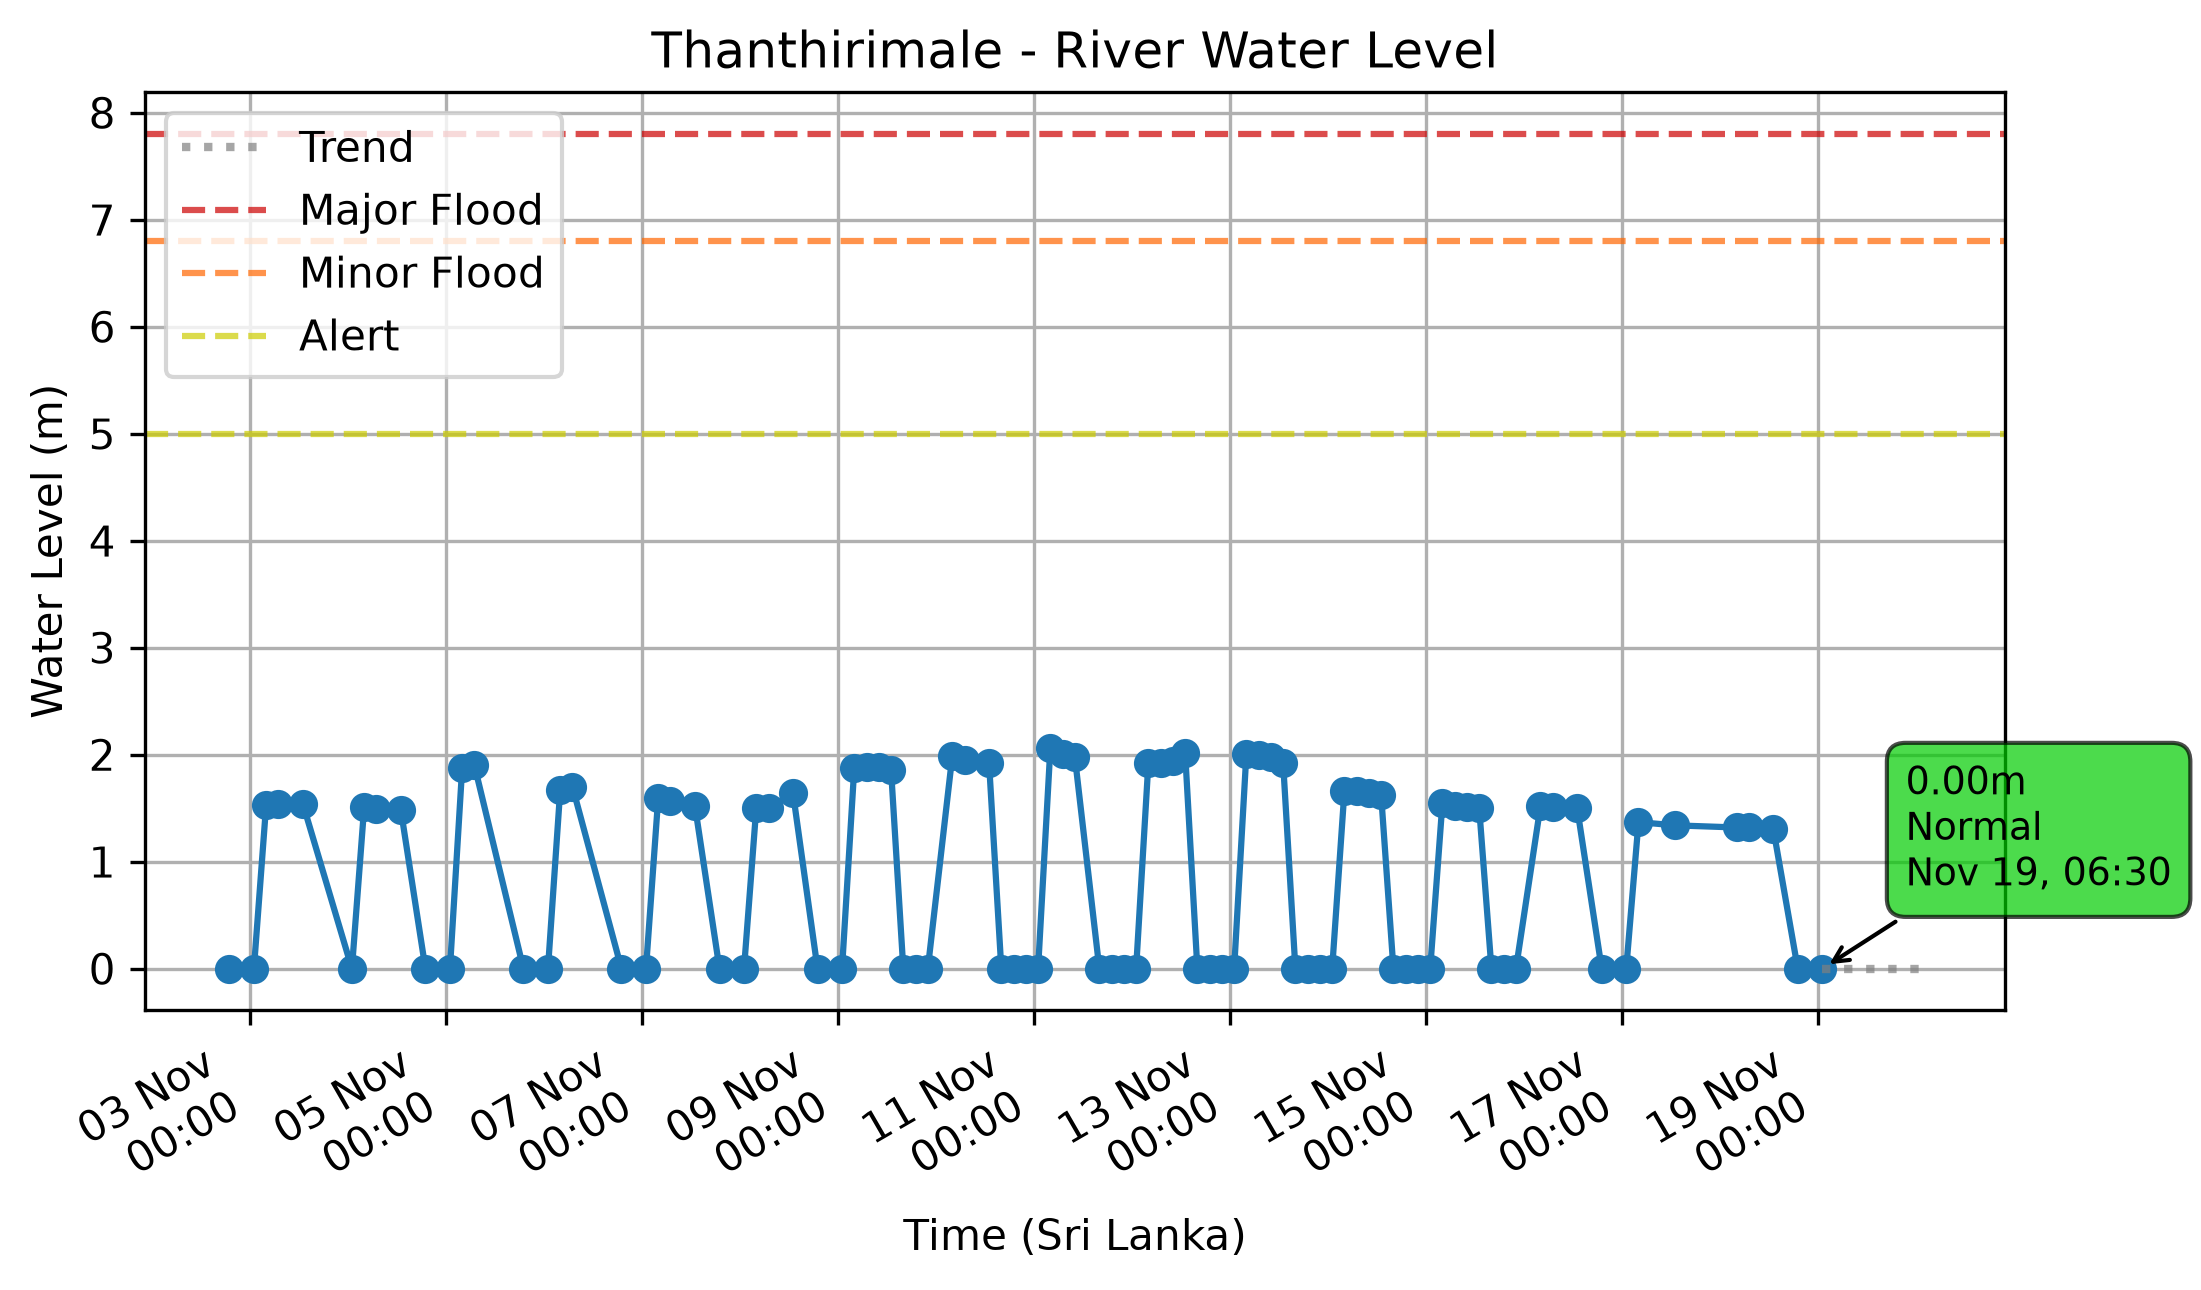 Thanthirimale - River Water Level
Water Level (m)
8
7
6
5
4
3
2
1
0
Trend
Major Flood
Minor Flood
Alert
0.00m
Normal
Nov 19, 06:30
03 Nov
00:00
05 Nov
00:00
07 Nov
00:00
09 Nov
00:00
11 Nov
00:00
13 Nov
00:00
15 Nov
00:00
17 Nov
00:00
19 Nov
00:00
Time (Sri Lanka)